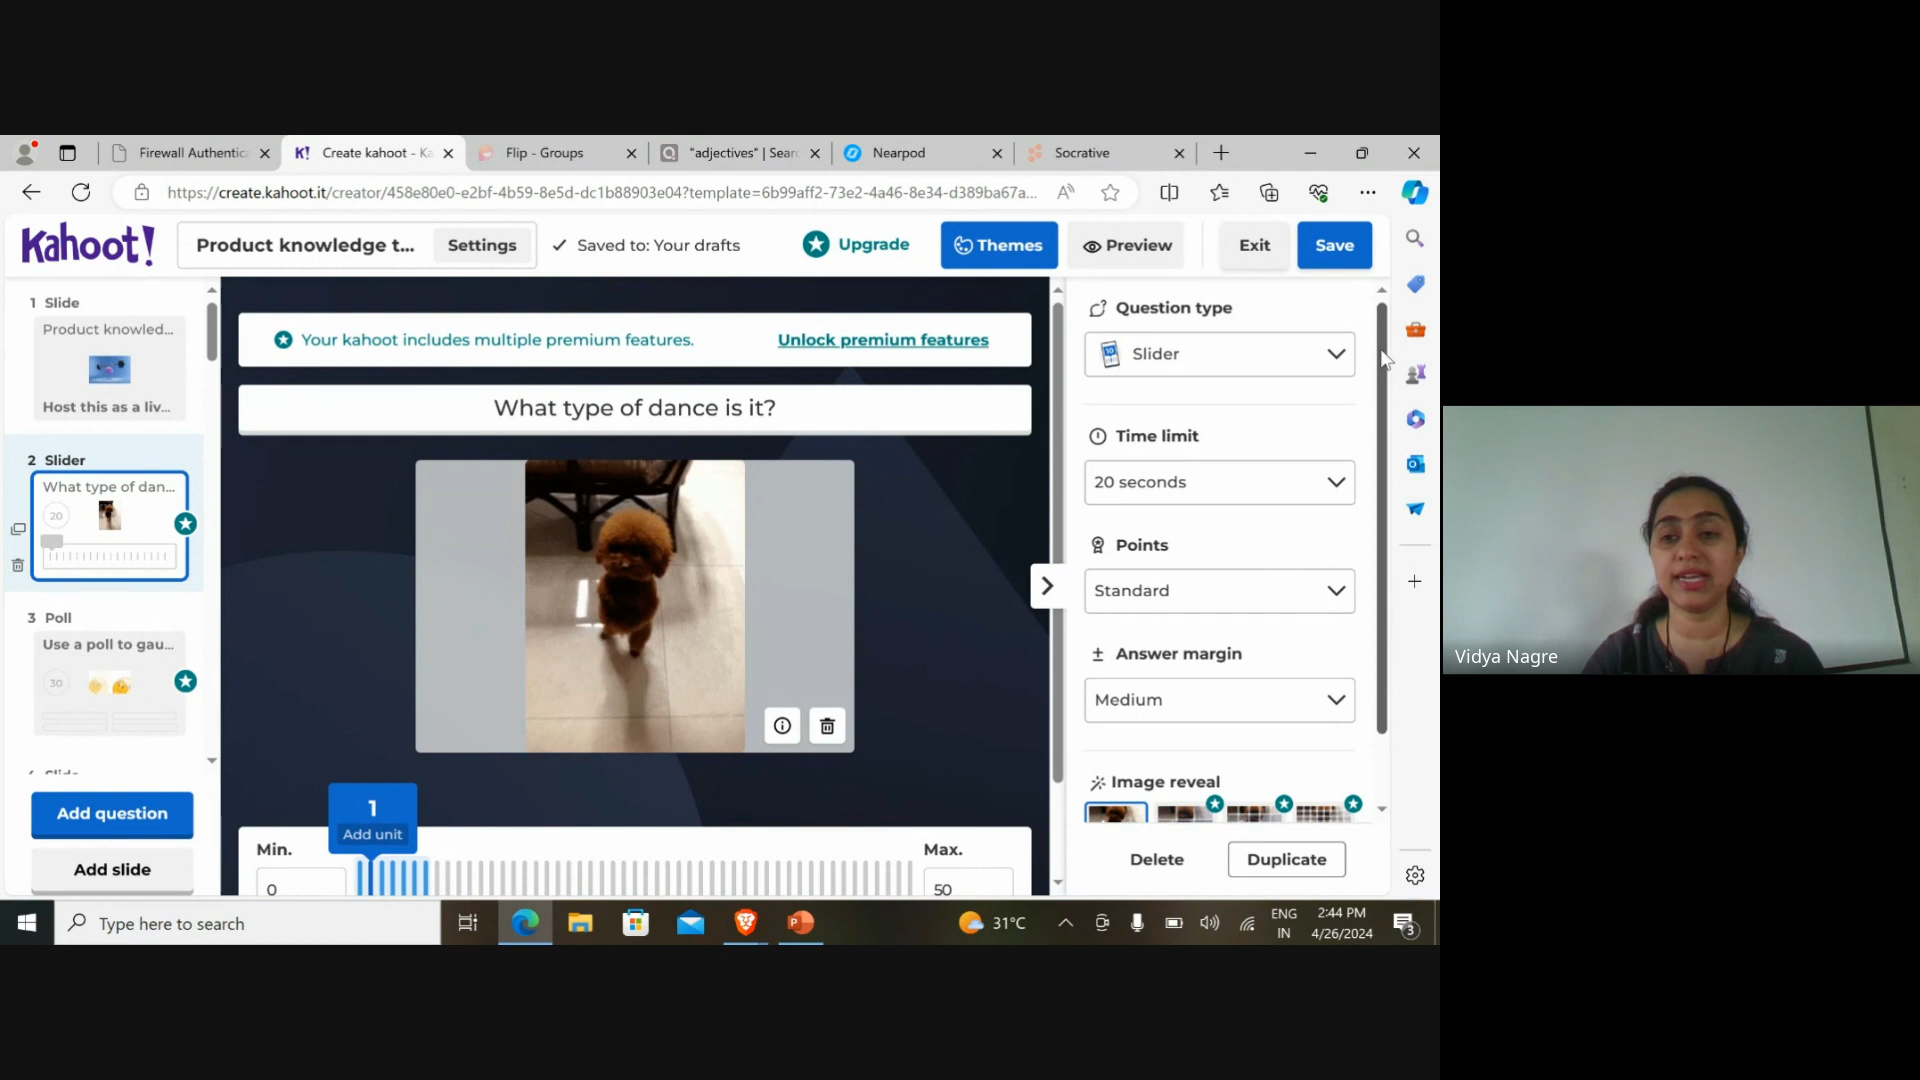 Firewall Authentic
Create kahoot - Ka
Flip - Groups
"adjectives" | Searc
Nearpod
Socrative
https://create.kahoot.it/creator/458e80e0-e2bf-4b59-8e5d-dc1b88903e04?template=6b99aff2-73e2-4a46-8e34-d389ba67a...
Kahoot!
Product knowledge t...
Settings
Saved to: Your drafts
Upgrade
Themes
Preview
Exit
Save
1 Slide
Product knowled...
Host this as a liv...
2 Slider
What type of dan...
20
3 Poll
Use a poll to gau...
30
4 Slide
Add question
Add slide
Your kahoot includes multiple premium features.
Unlock premium features
What type of dance is it?
1
Add unit
Min.
0
Max.
50
Question type
Slider
Time limit
20 seconds
Points
Standard
Answer margin
Medium
Image reveal
Delete
Duplicate
Vidya Nagre
Type here to search
31°C
ENG
IN
2:44 PM
4/26/2024
3